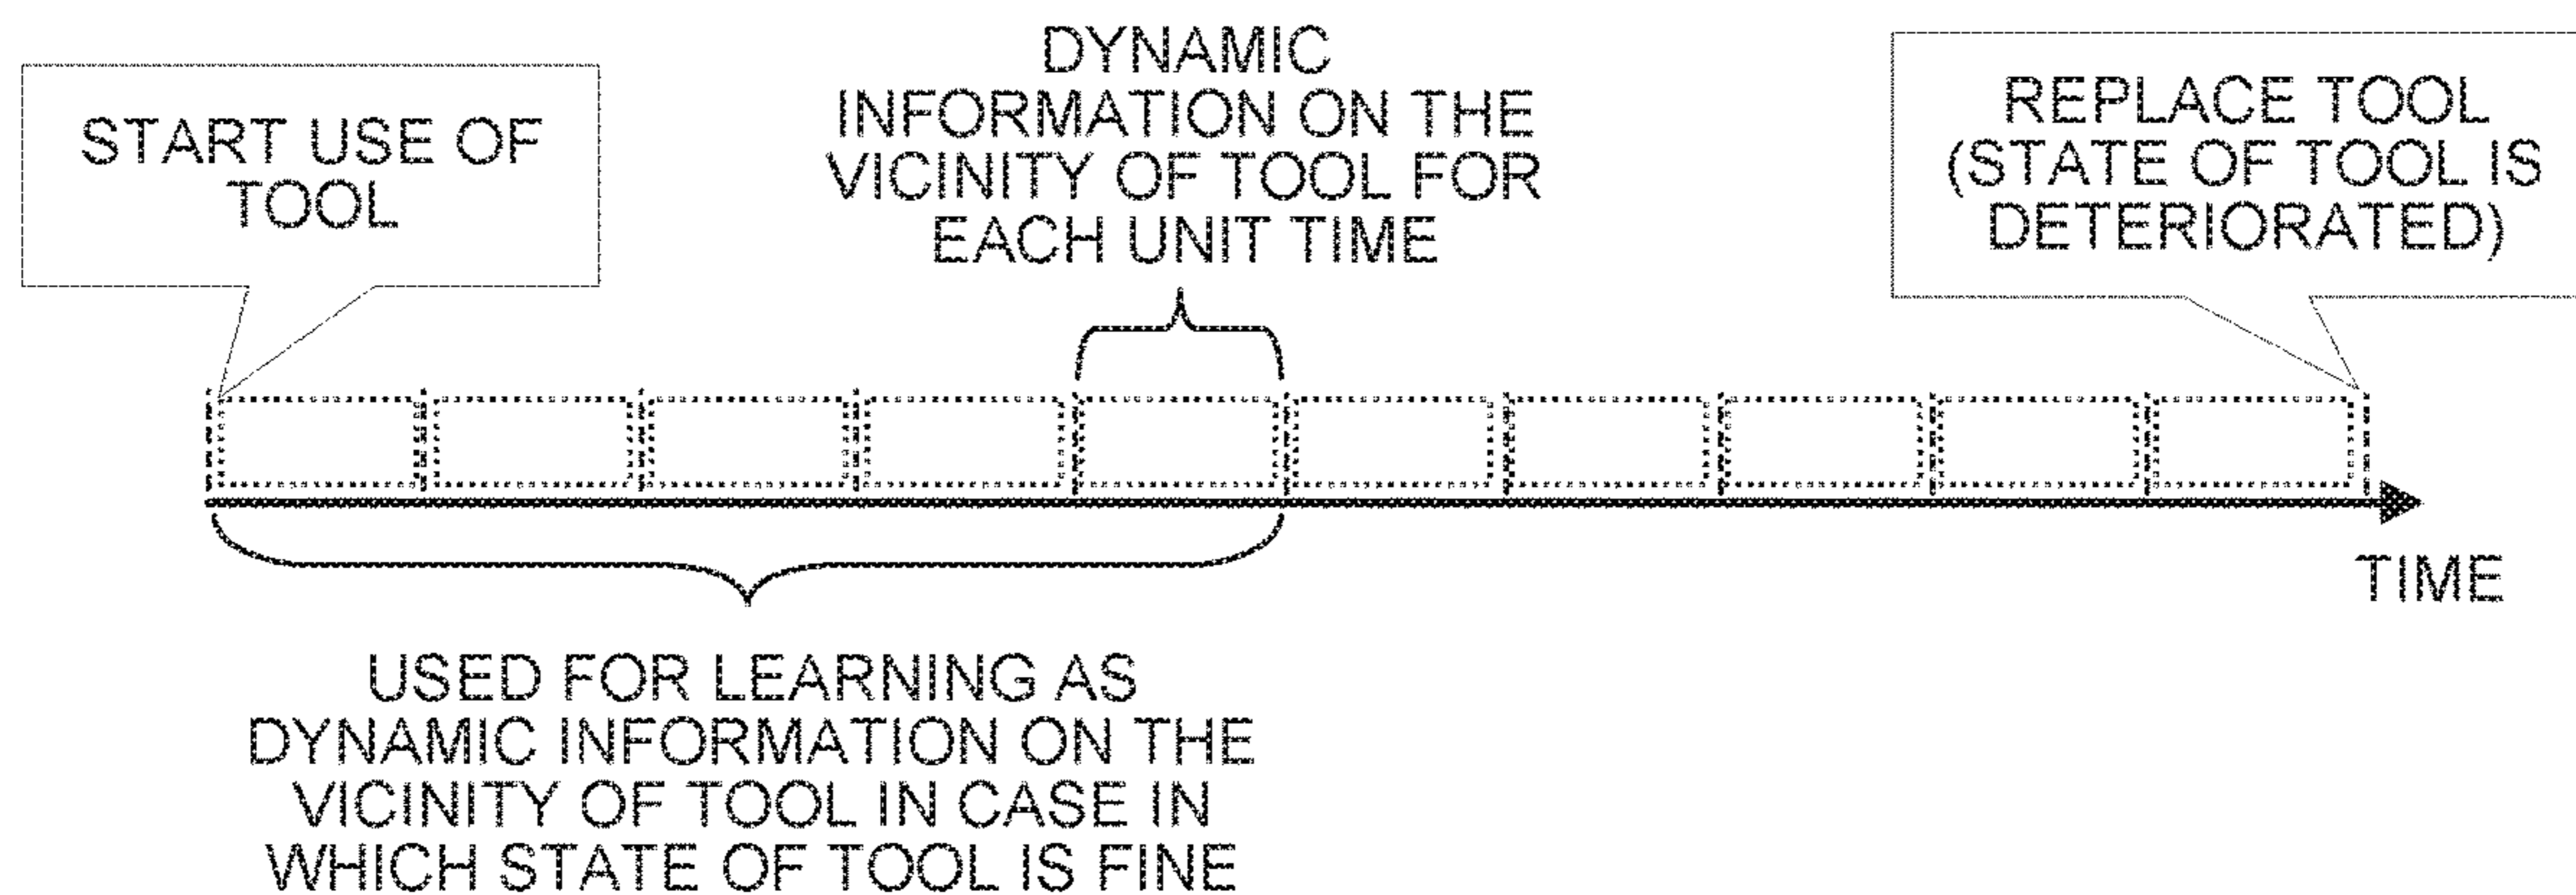 START USE OF
TOOL
DYNAMIC
INFORMATION ON THE
VICINITY OF TOOL FOR
EACH UNIT TIME
REPLACE TOOL
(STATE OF TOOL IS
DETERIORATED)
TIME
USED FOR LEARNING AS
DYNAMIC INFORMATION ON THE
VICINITY OF TOOL IN CASE IN
WHICH STATE OF TOOL IS FINE